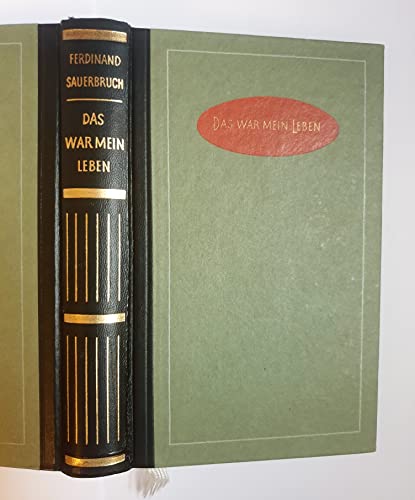 FERDINAND
SAUERBRUCH
DAS
WAR MEIN
LEBEN
DAS WAR MEIN LEBEN